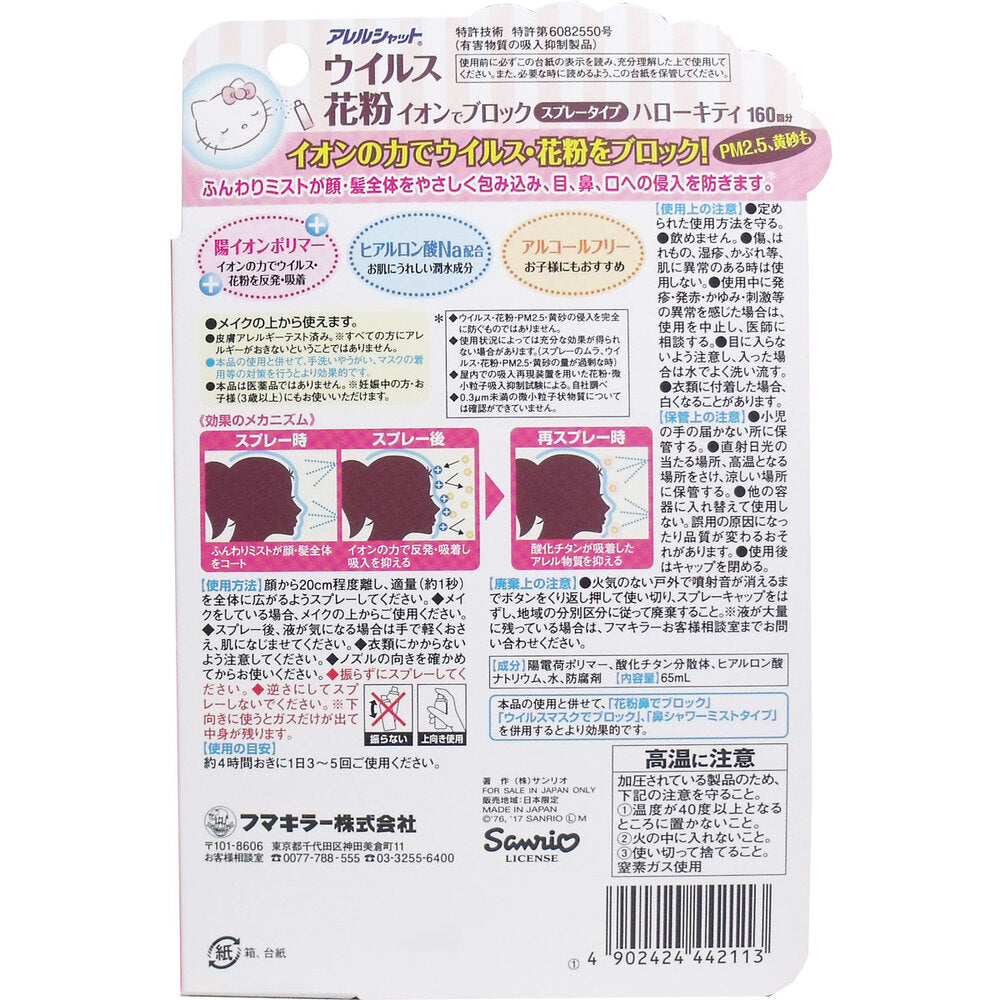 アレルシャット®
ウイルス
花粉 イオンでブロック スプレータイプ ハローキティ 160回分
特許技術 特許第6082550号
(有害物質の吸入抑制製品)
使用前に必ずこの台紙の表示を読み、充分理解した上で使用して
ください。また、必要な時に読めるよう、この台紙を保管してください。
イオンの力でウイルス・花粉をブロック! PM2.5、黄砂も
ふんわりミストが顔・髪全体をやさしく包み込み、目、鼻、口への侵入を防ぎます。*
陽イオンポリマー
イオンの力でウイルス・
花粉を反発・吸着
ヒアルロン酸Na配合
お肌にうれしい潤水成分
アルコールフリー
お子様にもおすすめ
●メイクの上から使えます。
●皮膚アレルギーテスト済み。※すべての方にアレ
ルギーがおきないということではありません。
●本品の使用と併せて、手洗いやうがい、マスクの着
用等の対策を行うとより効果的です。
●本品は医薬品ではありません。※妊娠中の方・お
子様(3歳以上)にもお使いいただけます。
*
◆ウイルス・花粉・PM2.5・黄砂の侵入を完全
に防ぐものではありません。
◆使用状況によっては充分な効果が得られ
ない場合があります。(スプレーのムラ、ウイ
ルス・花粉・PM2.5・黄砂の量が過剰な時)
◆屋内での吸入再現装置を用いた花粉・微
小粒子吸入抑制試験による。自社調べ
◆0.3μm未満の微小粒子状物質について
は確認ができていません。
《効果のメカニズム》
スプレー時
ふんわりミストが顔・髪全体
をコート
スプレー後
イオンの力で反発・吸着し
吸入を抑える
再スプレー時
酸化チタンが吸着した
アレル物質を抑える
【使用方法】顔から20cm程度離し、適量(約1秒)
を全体に広がるようスプレーしてください。◆メイ
クをしている場合、メイクの上からご使用ください。
◆スプレー後、液が気になる場合は手で軽くおさ
え、肌になじませてください。◆衣類にかからない
よう注意してください。◆ノズルの向きを確かめ
てからお使いください。◆振らずにスプレーしてく
ださい。◆逆さにしてスプ
レーしないでください。※下
向きに使うとガスだけが出て
中身が残ります。
振らない
上向き使用
【使用の目安】
約4時間おきに1日3～5回ご使用ください。
【使用上の注意】●定め
られた使用方法を守る。
●飲めません。●傷、は
れもの、湿疹、かぶれ等、
肌に異常のある時は使
用しない。●使用中に発
疹・発赤・かゆみ・刺激等
の異常を感じた場合は、
使用を中止し、医師に
相談する。●目に入らな
いよう注意し、入った場
合は水でよく洗い流す。
●衣類に付着した場合、
白くなることがあります。
【保管上の注意】●小児
の手の届かない所に保
管する。●直射日光の
当たる場所、高温となる
場所をさけ、涼しい場所
に保管する。●他の容
器に入れ替えて使用し
ない。誤用の原因になっ
たり品質が変わるおそ
れがあります。●使用後
はキャップを閉める。
【廃棄上の注意】●火気のない戸外で噴射音が消えるま
でボタンをくり返し押して使い切り、スプレーキャップをは
ずし、地域の分別区分に従って廃棄すること。※液が大量
に残っている場合は、フマキラーお客様相談室までお問
い合わせください。
【成分】陽電荷ポリマー、酸化チタン分散体、ヒアルロン酸
ナトリウム、水、防腐剤 【内容量】65mL
本品の使用と併せて、「花粉鼻でブロック」
「ウイルスマスクでブロック」、「鼻シャワーミストタイプ」
を併用するとより効果的です。
高温に注意
加圧されている製品のため、
下記の注意を守ること。
①温度が40度以上となる
ところに置かないこと。
②火の中に入れないこと。
③使い切って捨てること。
窒素ガス使用
著作 (株)サンリオ
FOR SALE IN JAPAN ONLY
販売地域:日本限定
MADE IN JAPAN
©'76, '17 SANRIO Ⓛ M
Sanrio
LICENSE
フマキラー株式会社
〒101-8606 東京都千代田区神田美倉町11
お客様相談室 ☎0077-788-555 ☎03-3255-6400
紙 箱、台紙
① 4 902424 442113